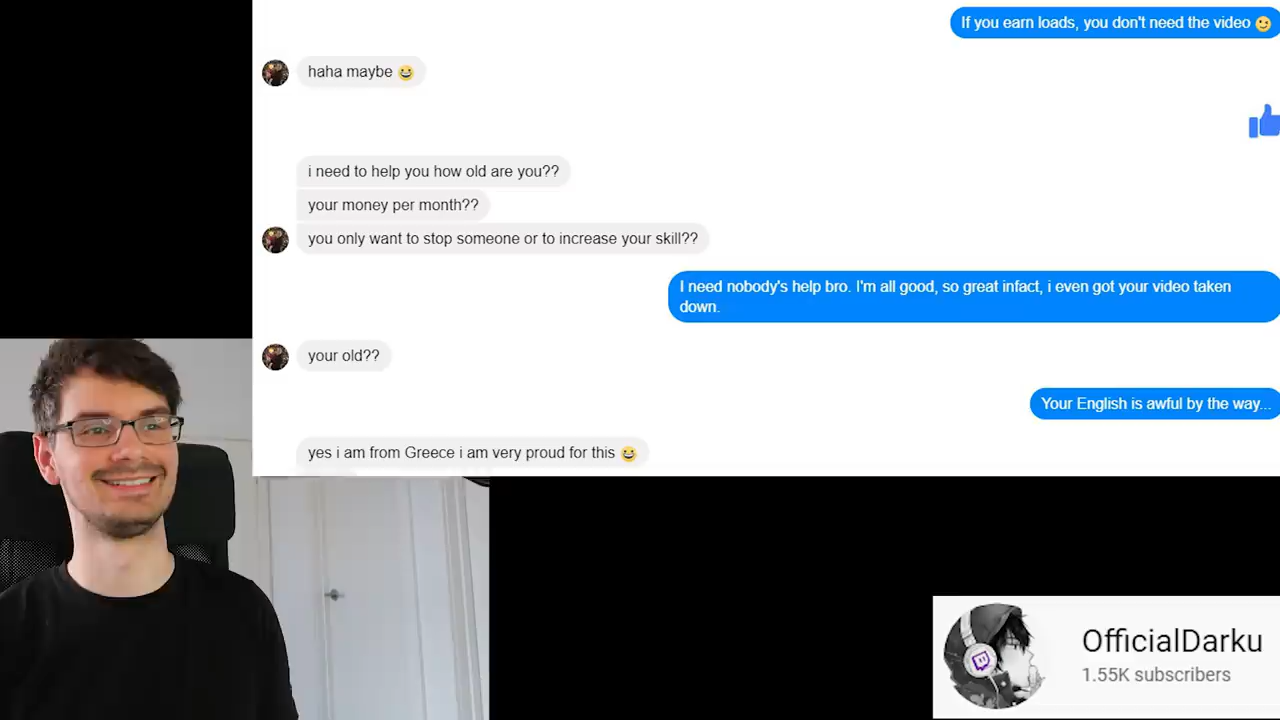 If you earn loads, you don't need the video 😉
haha maybe 😀
i need to help you how old are you??
your money per month??
you only want to stop someone or to increase your skill??
I need nobody's help bro. I'm all good, so great infact, i even got your video taken
down.
your old??
Your English is awful by the way...
yes i am from Greece i am very proud for this 😀
OfficialDarku
1.55K subscribers